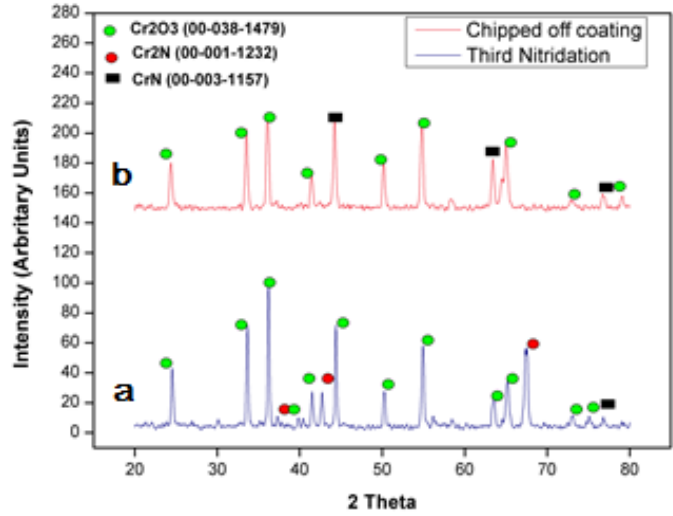 280
260
240
220
200
180
160
140
120
100
80
60
40
20
0
Intensity (Arbritary Units)
Cr2O3 (00-038-1479)
Cr2N (00-001-1232)
CrN (00-003-1157)
Chipped off coating
Third Nitridation
b
a
20 30 40 50 60 70 80
2 Theta